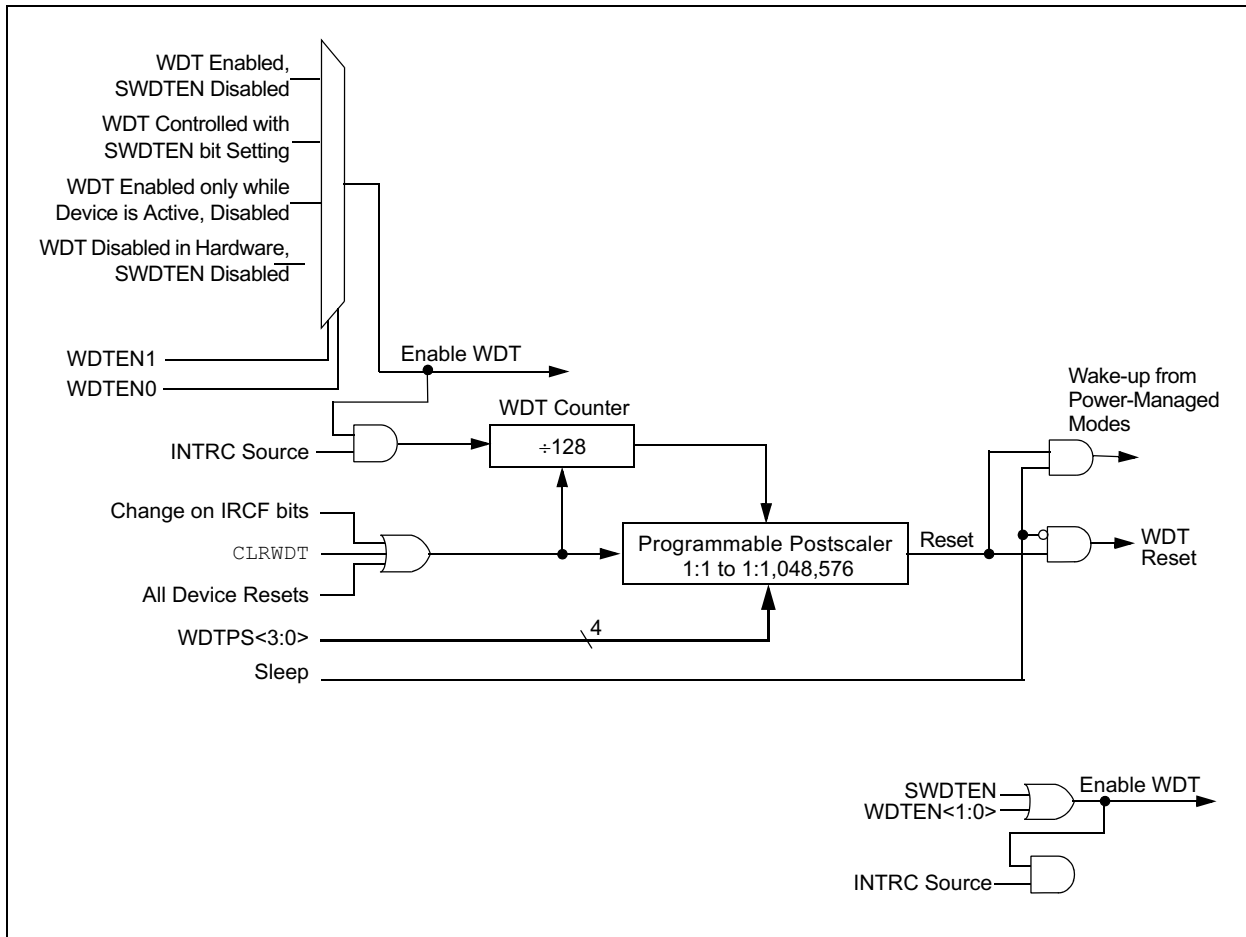 WDT Enabled,
SWDTEN Disabled
WDT Controlled with
SWDTEN bit Setting
WDT Enabled only while
Device is Active, Disabled
WDT Disabled in Hardware,
SWDTEN Disabled
WDTEN1
WDTEN0
Enable WDT
WDT Counter
÷128
INTRC Source
Wake-up from
Power-Managed
Modes
Change on IRCF bits
CLRWDT
All Device Resets
Programmable Postscaler
1:1 to 1:1,048,576
Reset
WDT
Reset
WDTPS<3:0>
4
Sleep
SWDTEN
WDTEN<1:0>
Enable WDT
INTRC Source